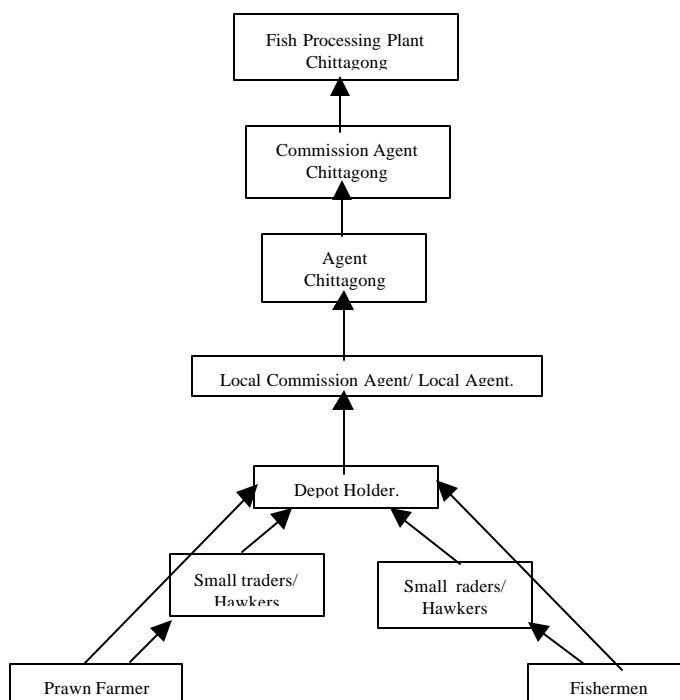 Fish Processing Plant
Chittagong
Commission Agent
Chittagong
Agent
Chittagong
Local Commission Agent/ Local Agent.
Depot Holder.
Small traders/
Hawkers
Small raders/
Hawkers
Prawn Farmer
Fishermen